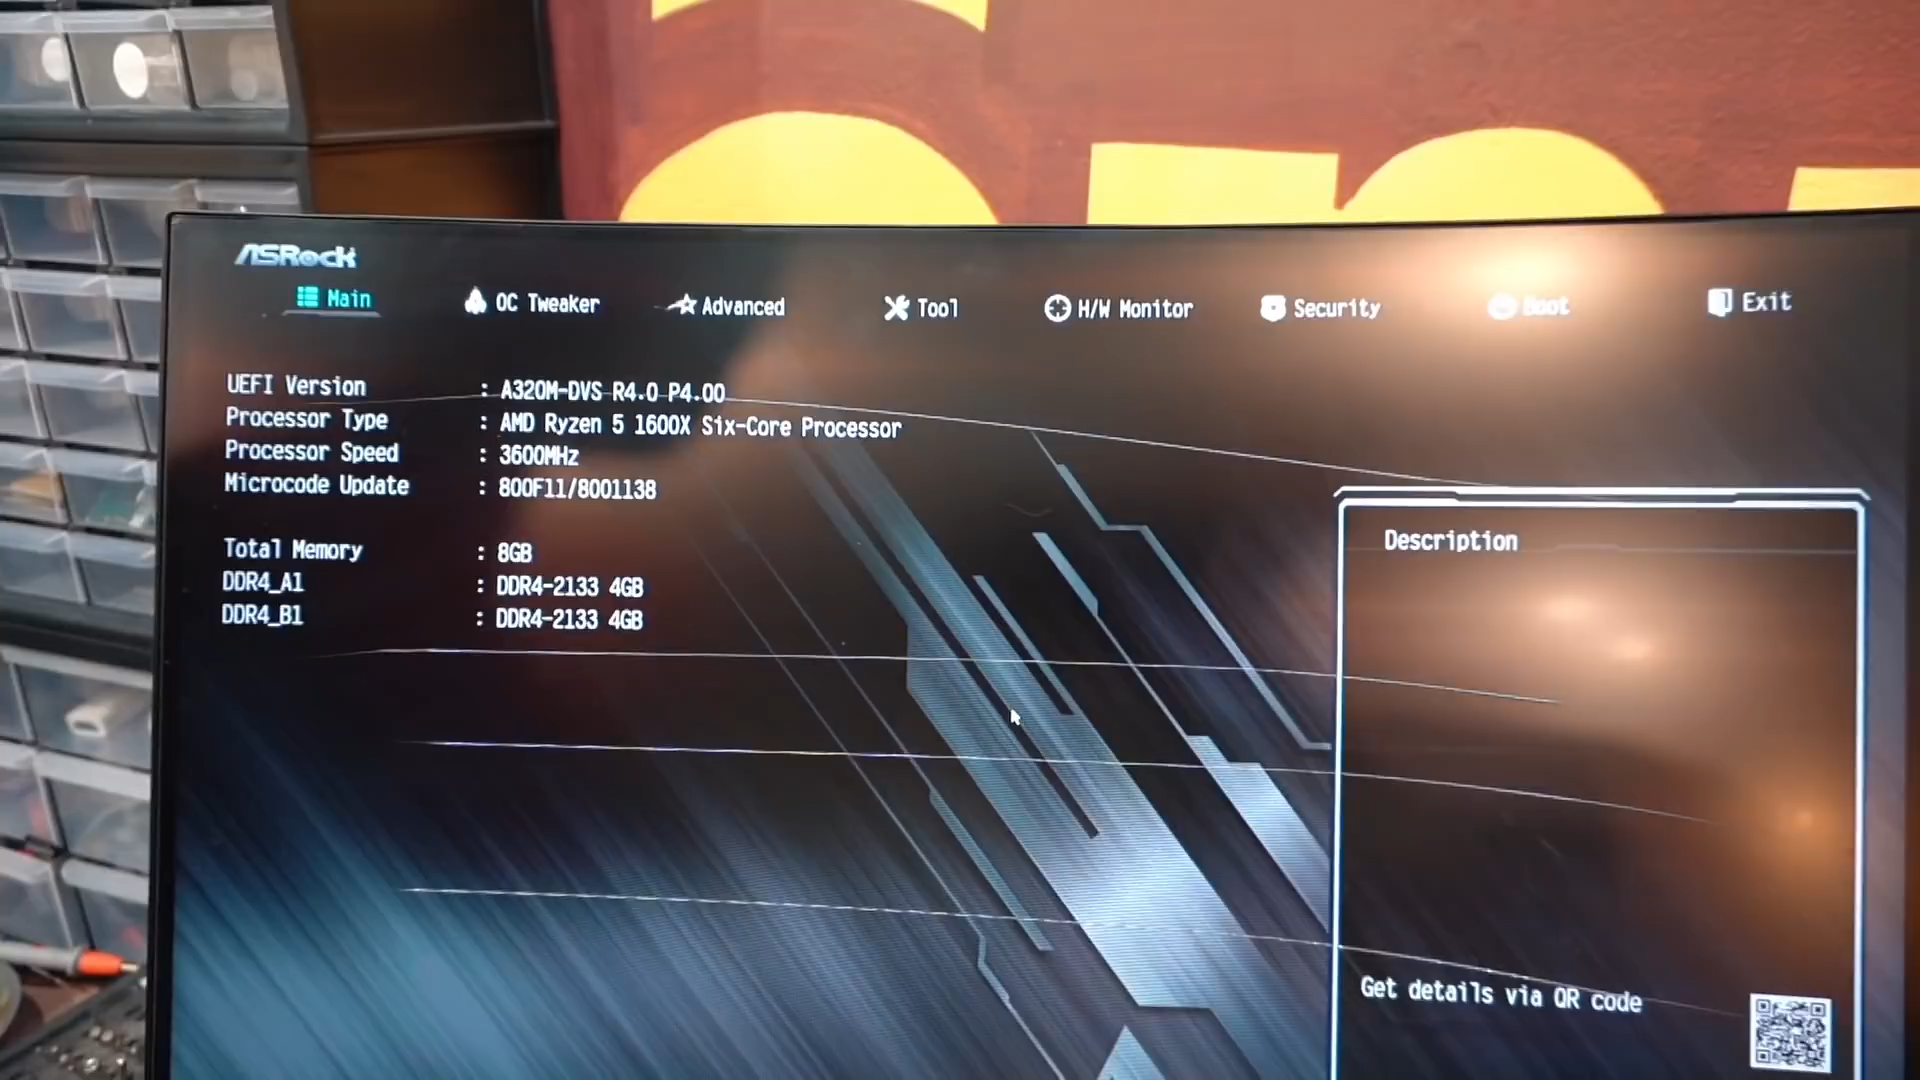 ASRock
Main
OC Tweaker
Advanced
Tool
H/W Monitor
Security
Boot
Exit
UEFI Version : A320M-DVS R4.0 P4.00
Processor Type : AMD Ryzen 5 1600X Six-Core Processor
Processor Speed : 3600MHz
Microcode Update : 800F11/8001138
Total Memory : 8GB
DDR4_A1 : DDR4-2133 4GB
DDR4_B1 : DDR4-2133 4GB
Description
Get details via QR code